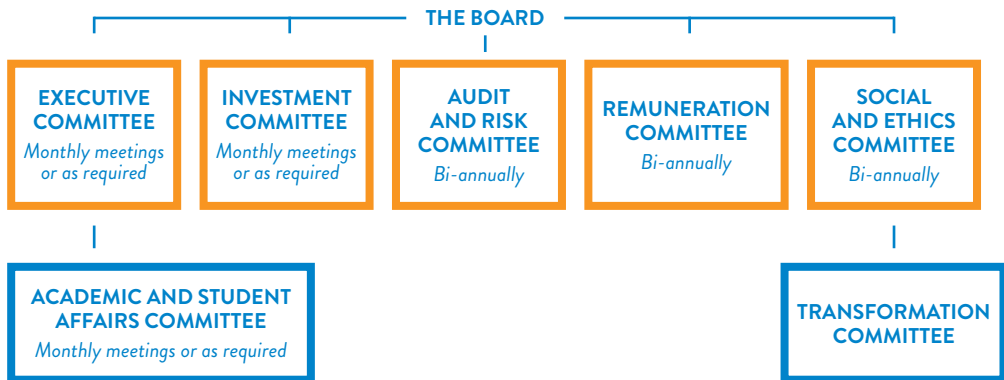 THE BOARD
EXECUTIVE
COMMITTEE
Monthly meetings
or as required
INVESTMENT
COMMITTEE
Monthly meetings
or as required
AUDIT
AND RISK
COMMITTEE
Bi-annually
REMUNERATION
COMMITTEE
Bi-annually
SOCIAL
AND ETHICS
COMMITTEE
Bi-annually
ACADEMIC AND STUDENT
AFFAIRS COMMITTEE
Monthly meetings or as required
TRANSFORMATION
COMMITTEE